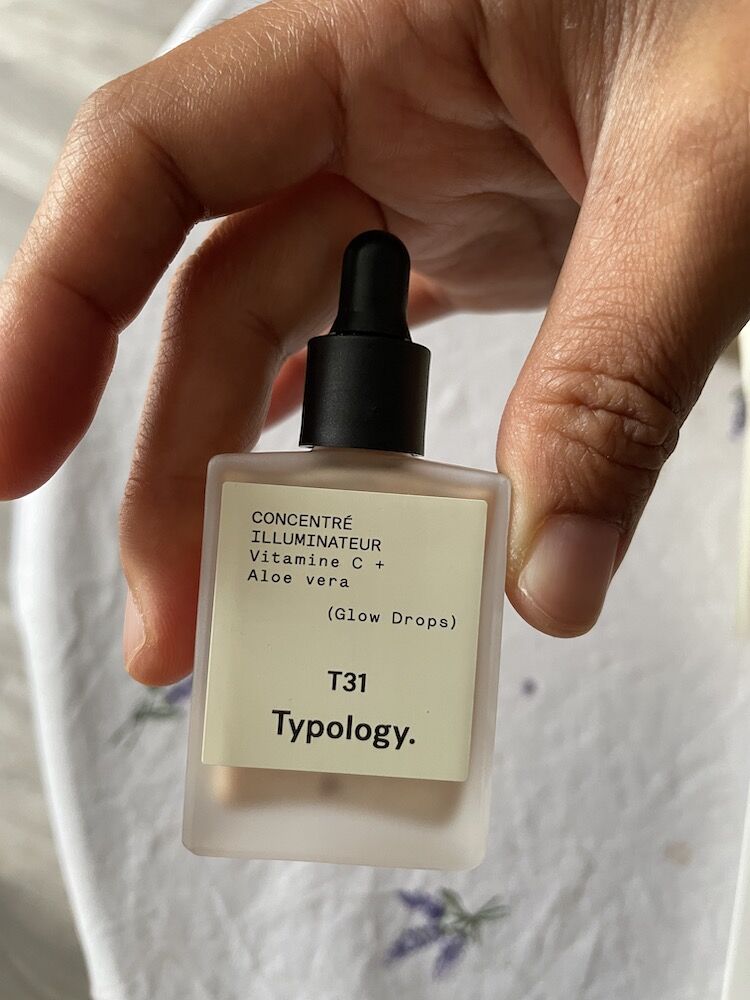 CONCENTRÉ
ILLUMINATEUR
Vitamine C +
Aloe vera
(Glow Drops)
T31
Typology.